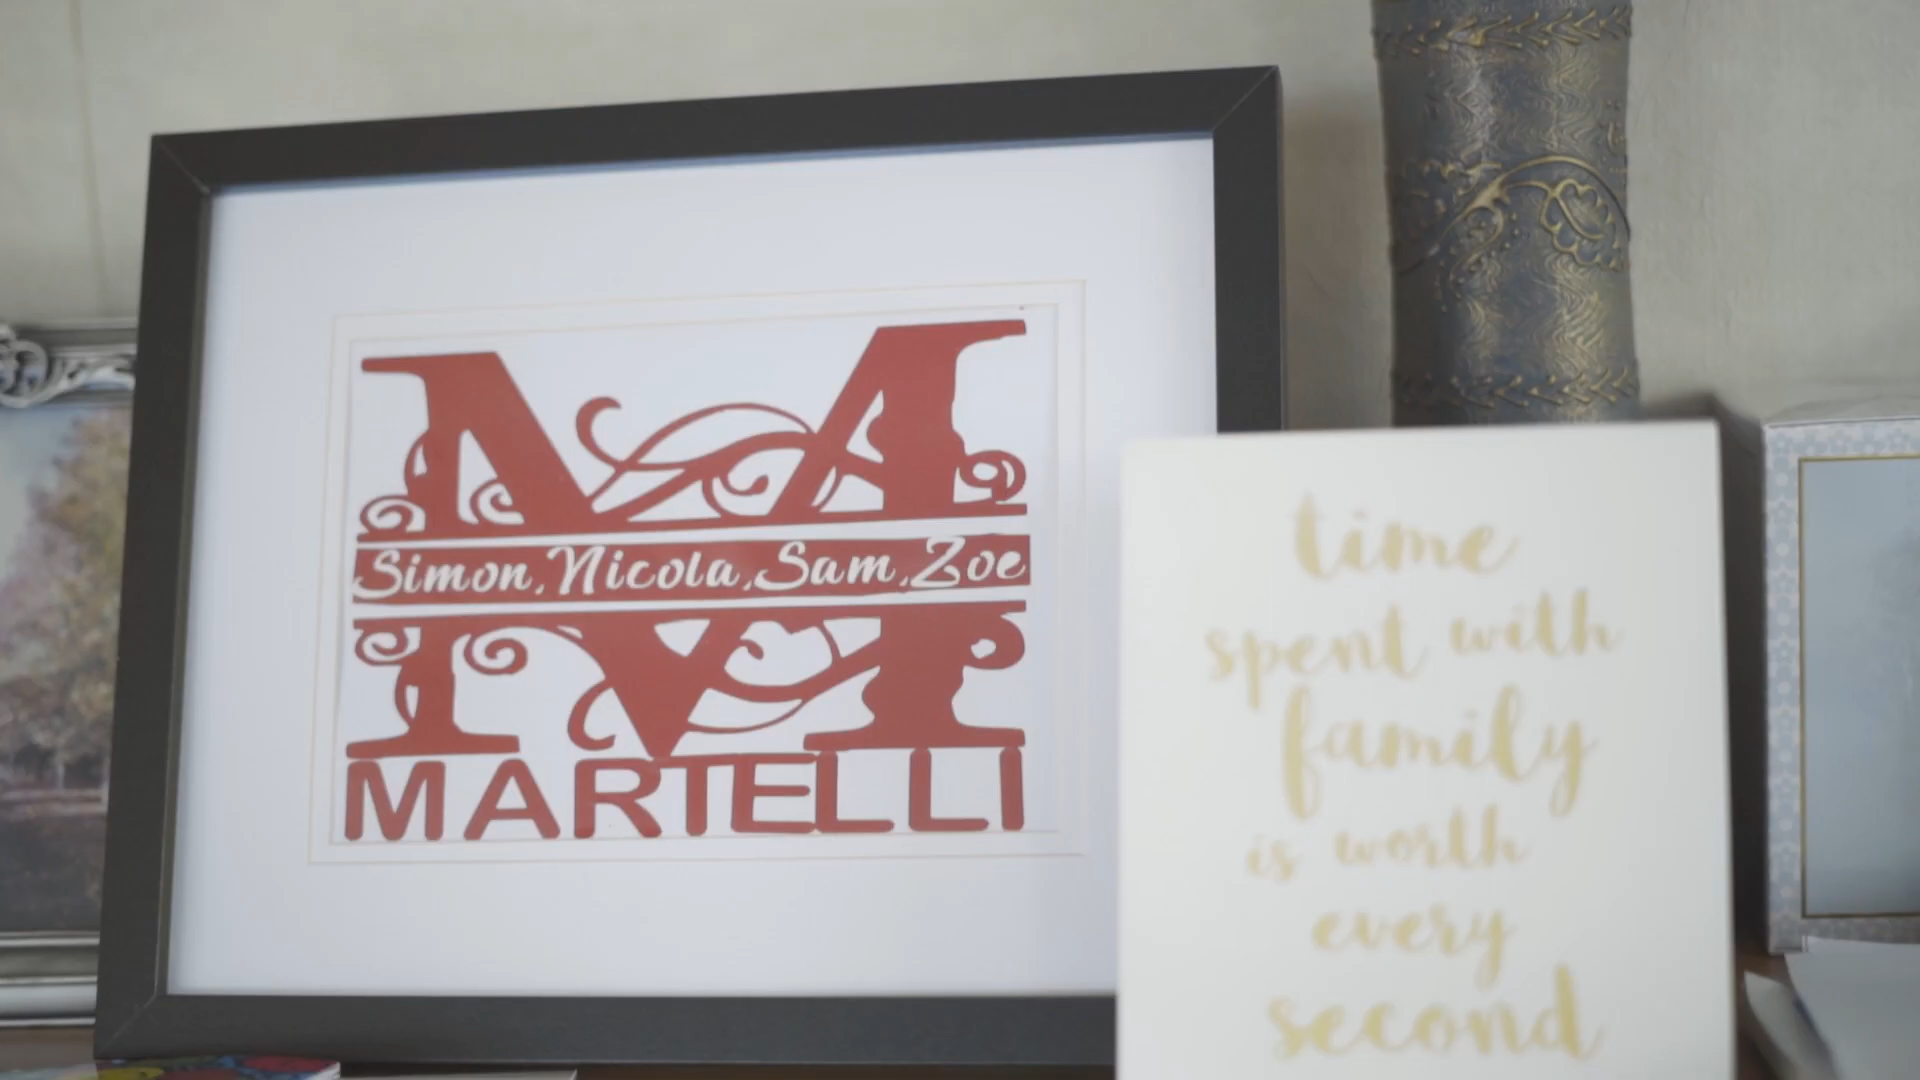 M
Simon, Nicola, Sam, Zoe
MARTELLI
time
spent with
family
is worth
every
second